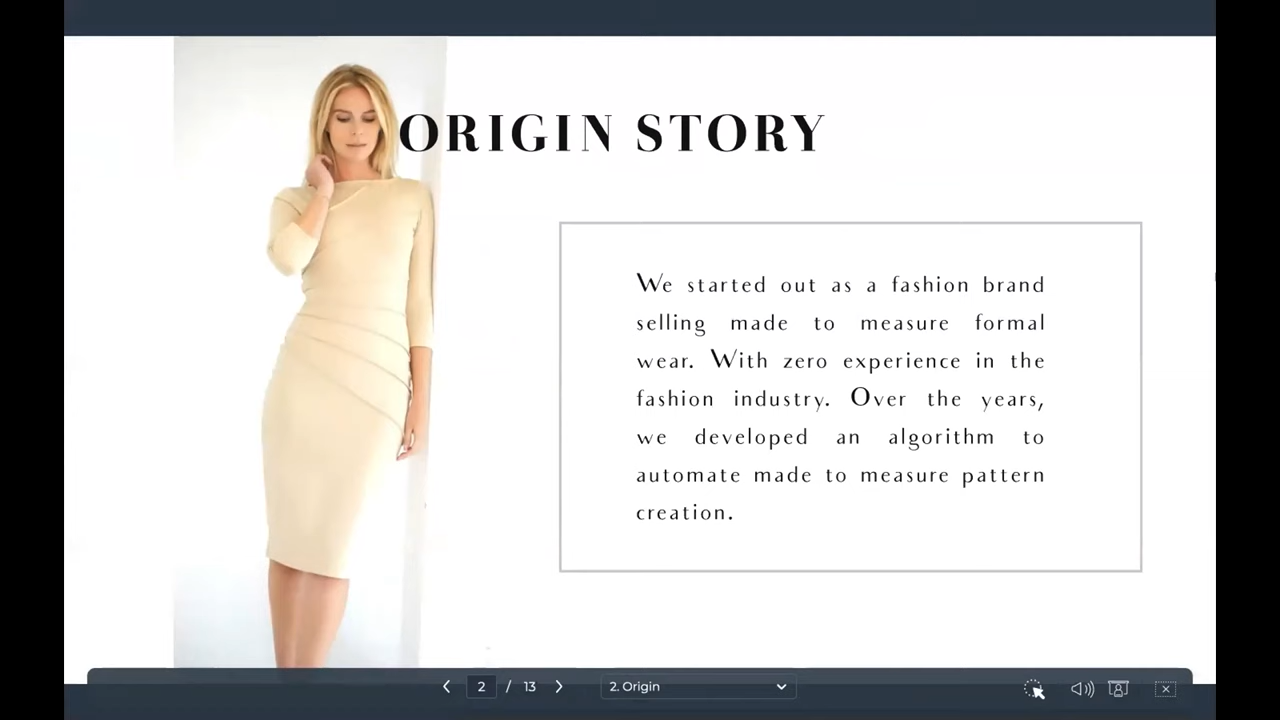 ORIGIN STORY
We started out as a fashion brand
selling made to measure formal
wear. With zero experience in the
fashion industry. Over the years,
we developed an algorithm to
automate made to measure pattern
creation.
2 / 13
2. Origin